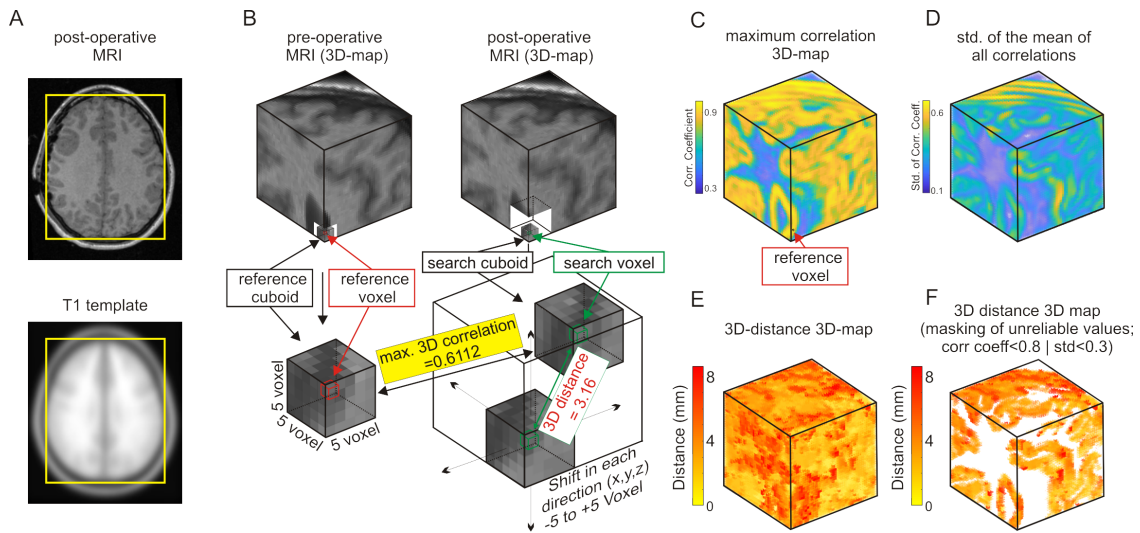 A
post-operative
MRI
T1 template
B
pre-operative
MRI (3D-map)
post-operative
MRI (3D-map)
reference
cuboid
reference
voxel
search cuboid
search voxel
max. 3D correlation
=0.6112
3D distance
= 3.16
5 voxel
5 voxel
5 voxel
Shift in each
direction (x,y,z)
-5 to +5 Voxel
C
maximum correlation
3D-map
Corr. Coefficient
0.9
0.3
reference
voxel
D
std. of the mean of
all correlations
Std. of Corr. Coeff.
0.6
0.1
E
3D-distance 3D-map
Distance (mm)
8
4
0
F
3D distance 3D map
(masking of unreliable values;
corr coeff<0.8 | std<0.3)
Distance (mm)
8
4
0